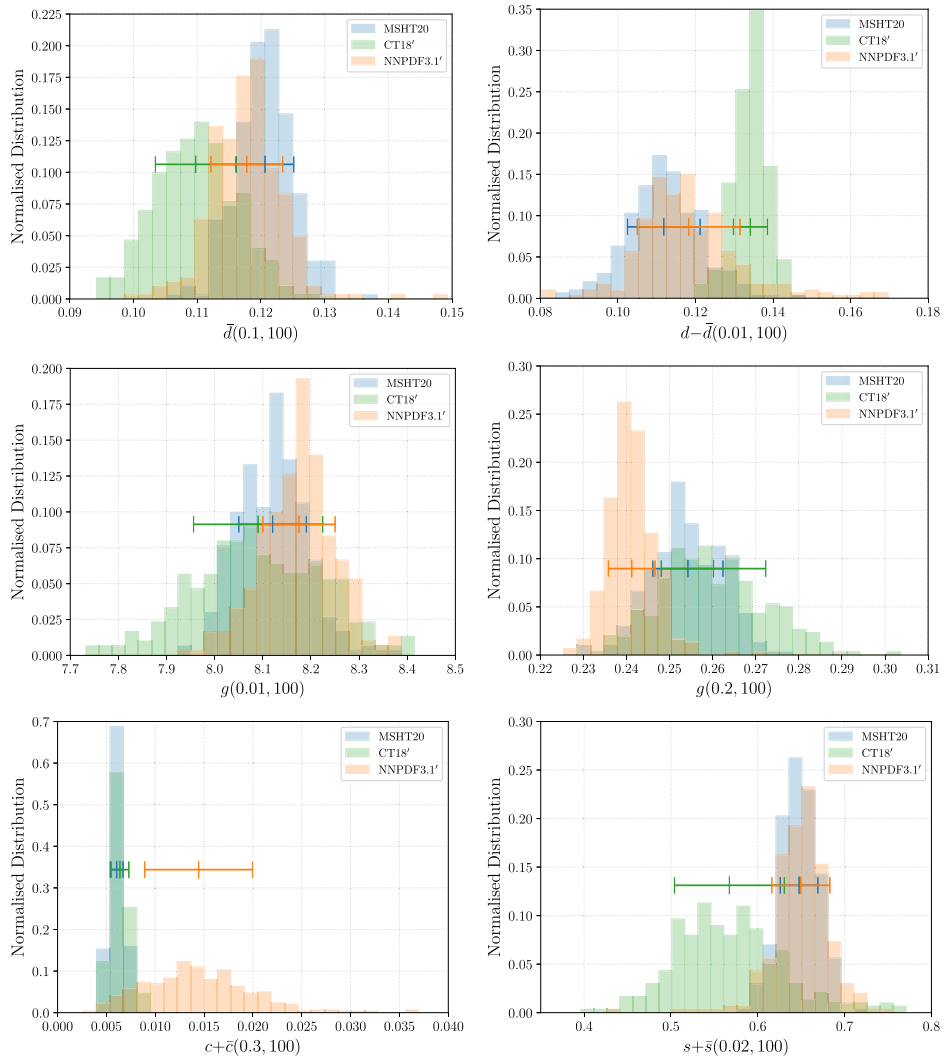 0.225
0.200
0.175
0.150
0.125
0.100
0.075
0.050
0.025
0.000
Normalised Distribution
MSHT20
CT18′
NNPDF3.1′
0.09 0.10 0.11 0.12 0.13 0.14 0.15
d̄(0.1, 100)
0.35
0.30
0.25
0.20
0.15
0.10
0.05
0.00
Normalised Distribution
MSHT20
CT18′
NNPDF3.1′
0.08 0.10 0.12 0.14 0.16 0.18
d−d̄(0.01, 100)
0.200
0.175
0.150
0.125
0.100
0.075
0.050
0.025
0.000
Normalised Distribution
MSHT20
CT18′
NNPDF3.1′
7.7 7.8 7.9 8.0 8.1 8.2 8.3 8.4 8.5
g(0.01, 100)
0.30
0.25
0.20
0.15
0.10
0.05
0.00
Normalised Distribution
MSHT20
CT18′
NNPDF3.1′
0.22 0.23 0.24 0.25 0.26 0.27 0.28 0.29 0.30 0.31
g(0.2, 100)
0.7
0.6
0.5
0.4
0.3
0.2
0.1
0.0
Normalised Distribution
MSHT20
CT18′
NNPDF3.1′
0.000 0.005 0.010 0.015 0.020 0.025 0.030 0.035 0.040
c+c̄(0.3, 100)
0.30
0.25
0.20
0.15
0.10
0.05
0.00
Normalised Distribution
MSHT20
CT18′
NNPDF3.1′
0.4 0.5 0.6 0.7 0.8
s+s̄(0.02, 100)